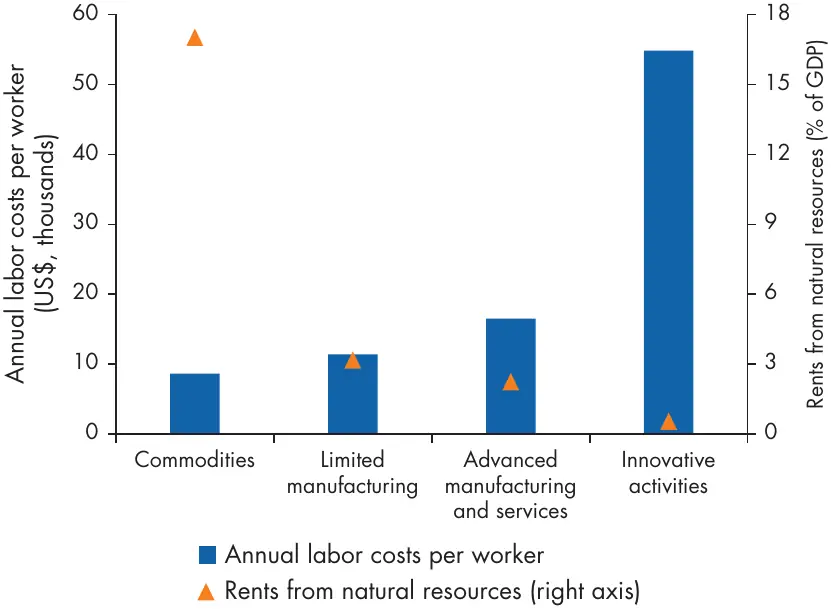 Annual labor costs per worker
(US$, thousands)
60
50
40
30
20
10
0
18
15
12
9
6
3
0
Rents from natural resources (% of GDP)
Commodities
Limited
manufacturing
Advanced
manufacturing
and services
Innovative
activities
Annual labor costs per worker
Rents from natural resources (right axis)